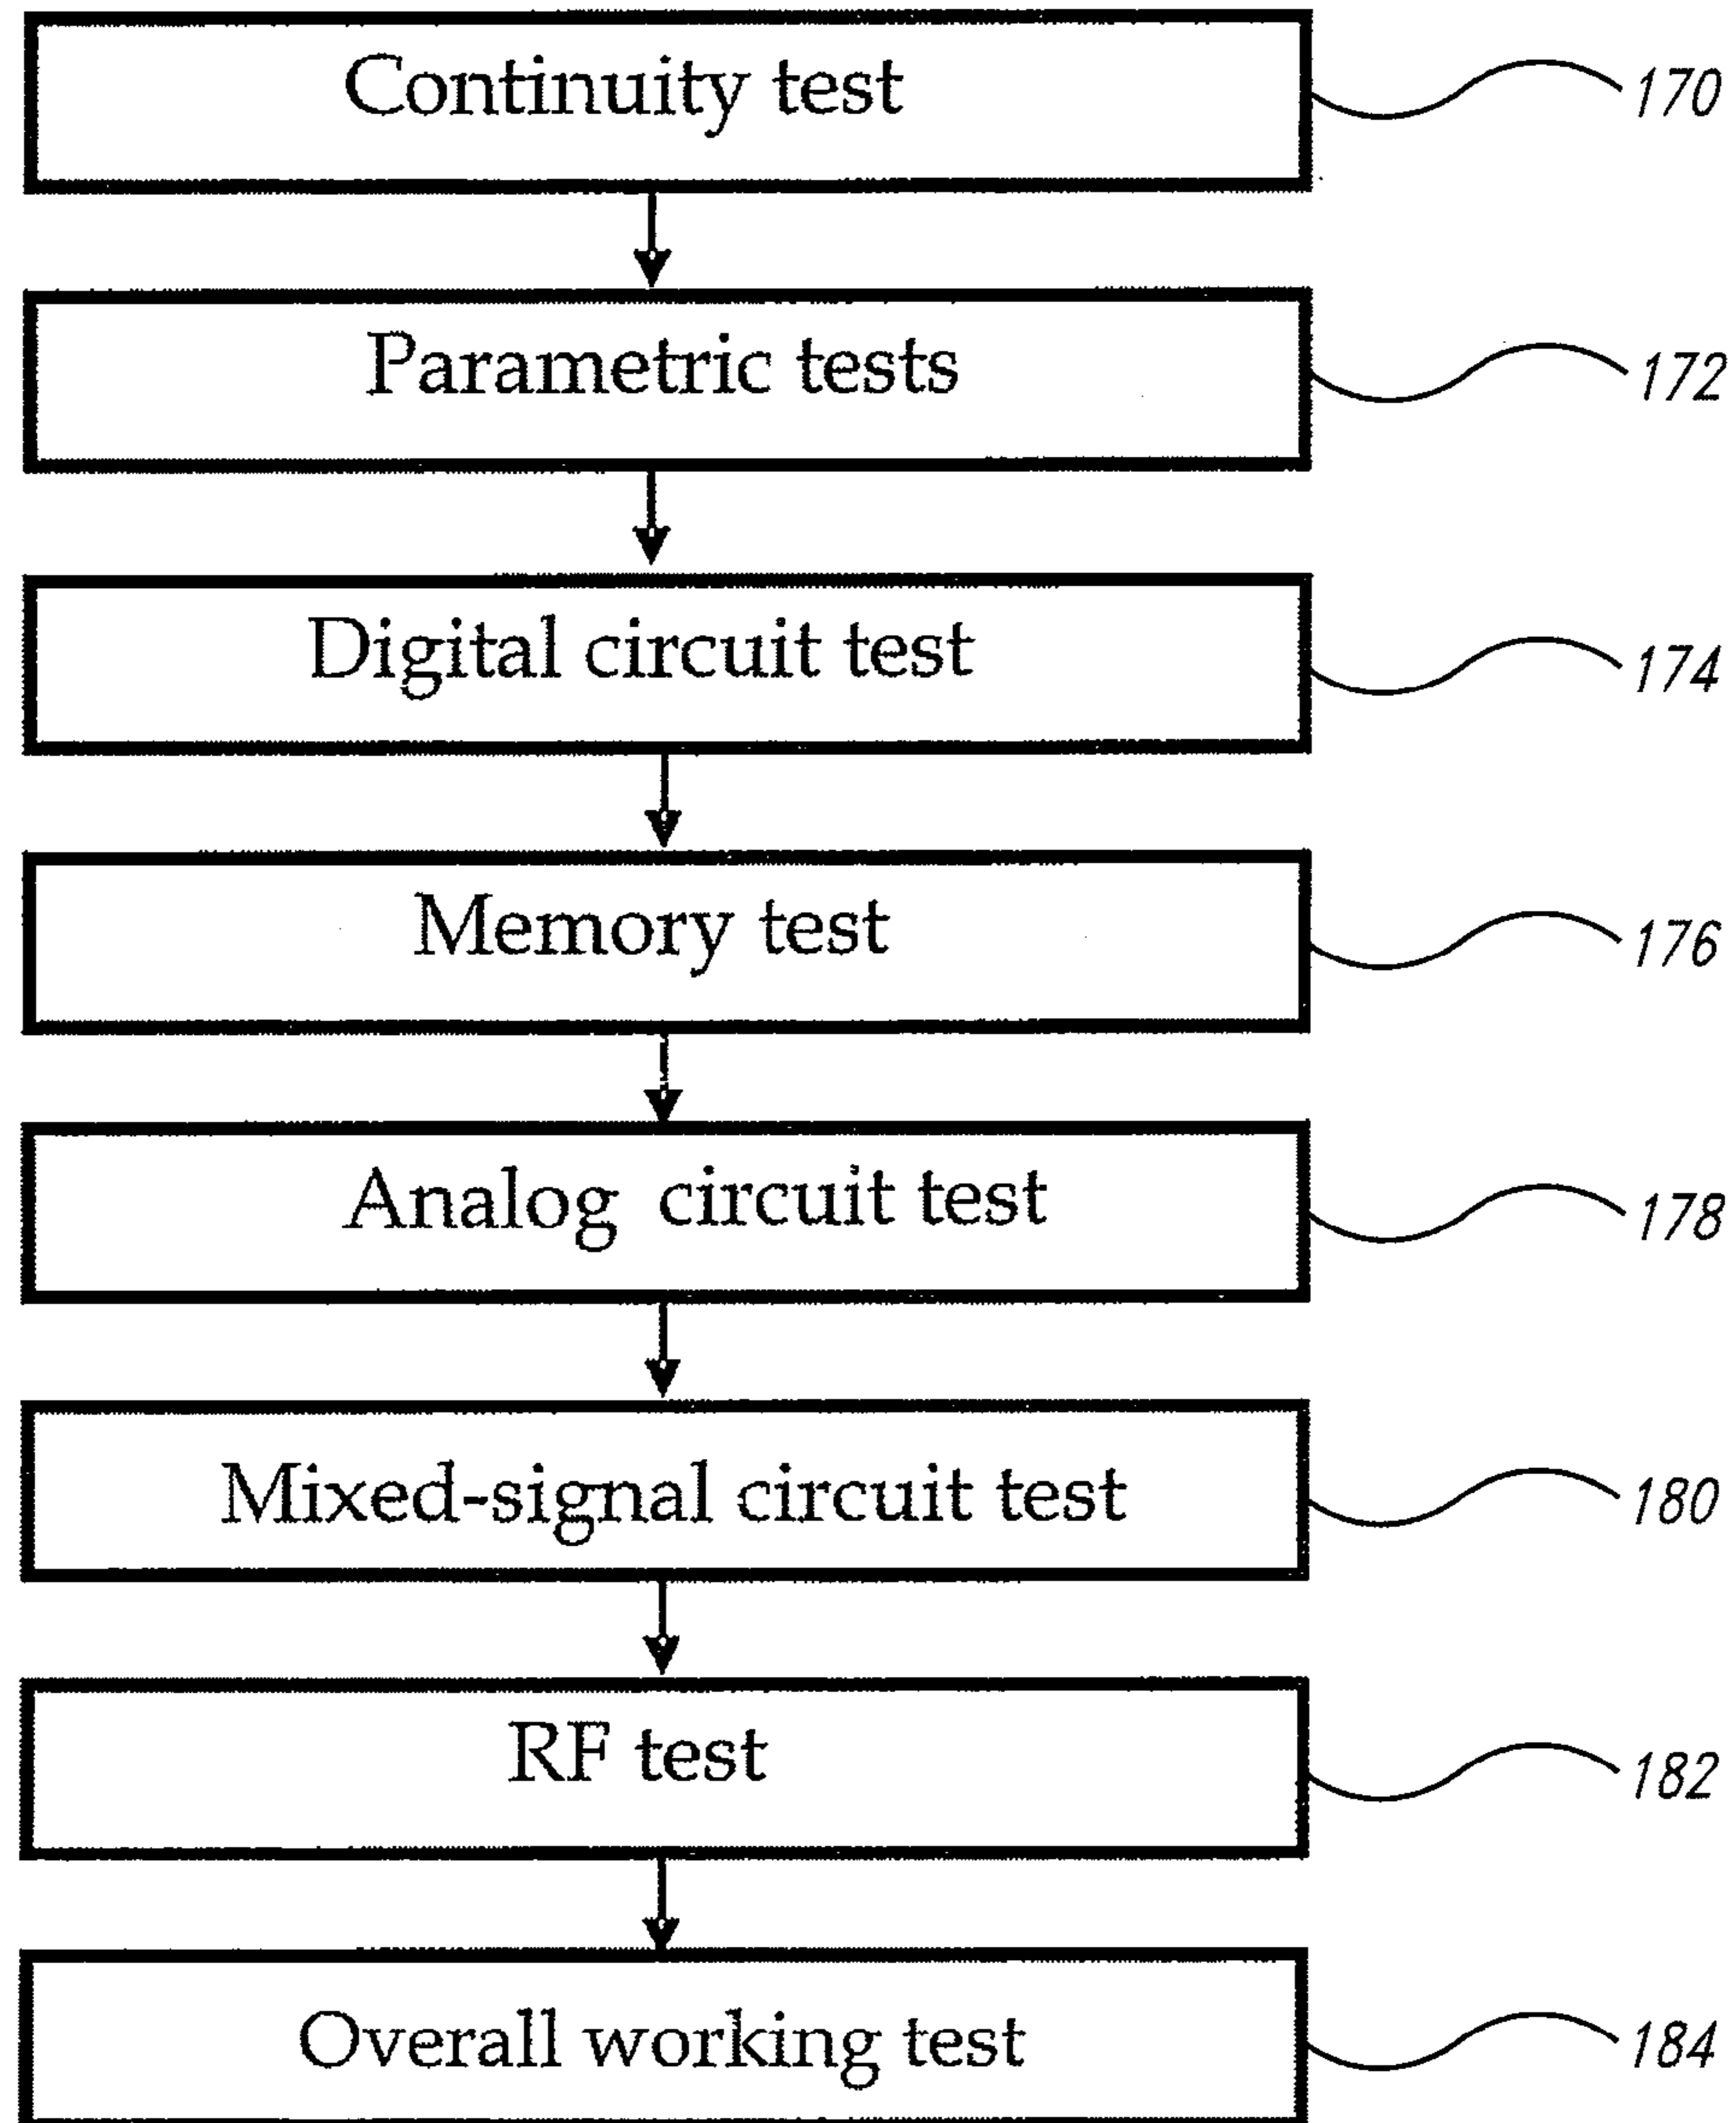 Continuity test 170
Parametric tests 172
Digital circuit test 174
Memory test 176
Analog circuit test 178
Mixed-signal circuit test 180
RF test 182
Overall working test 184